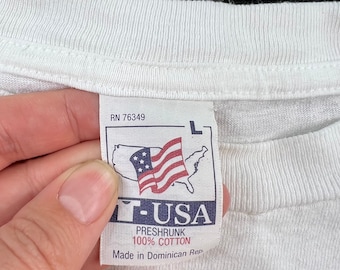 RN 76349
L
T-USA
PRESHRUNK
100% COTTON
Made in Dominican Rep.